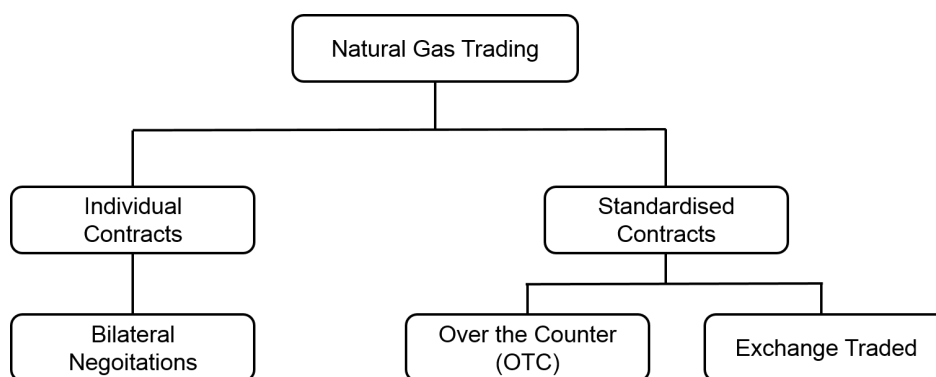 Natural Gas Trading
Individual
Contracts
Standardised
Contracts
Bilateral
Negoitations
Over the Counter
(OTC)
Exchange Traded